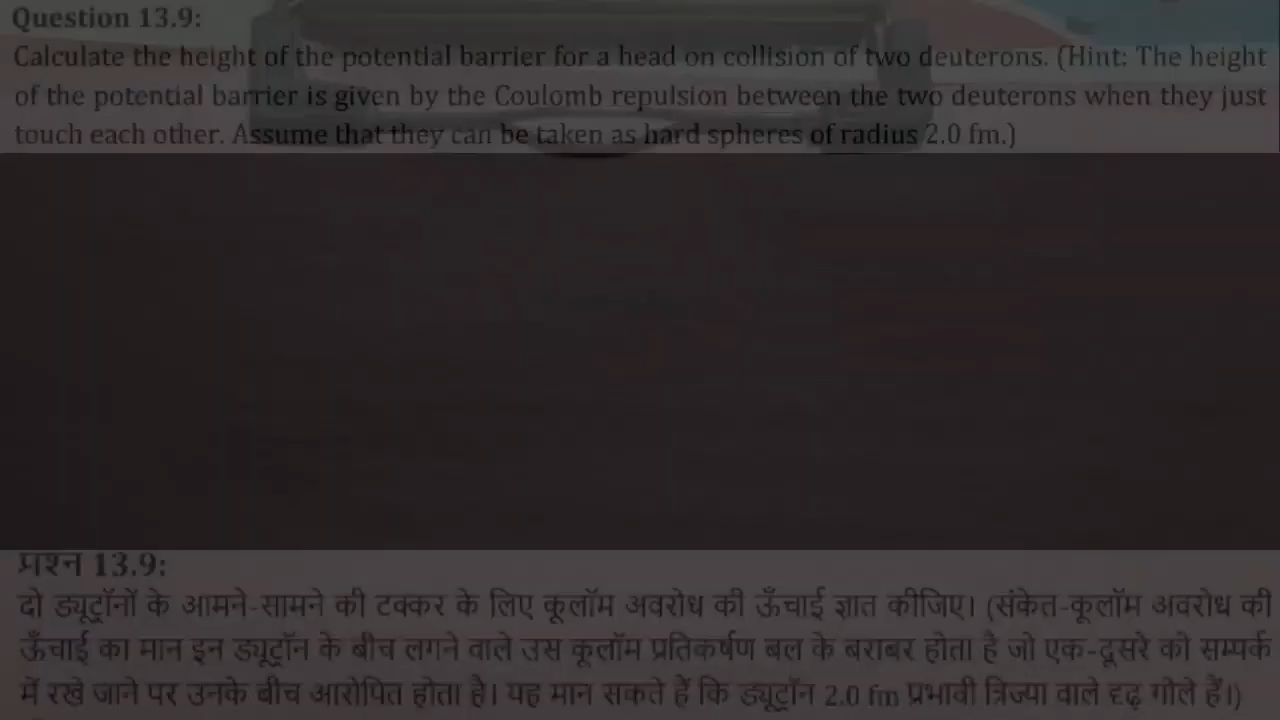 Question 13.9:
Calculate the height of the potential barrier for a head on collision of two deuterons. (Hint: The height
of the potential barrier is given by the Coulomb repulsion between the two deuterons when they just
touch each other. Assume that they can be taken as hard spheres of radius 2.0 fm.)
प्रश्न 13.9:
दो ड्यूट्रॉनों के आमने-सामने की टक्कर के लिए कूलॉम अवरोध की ऊँचाई ज्ञात कीजिए। (संकेत-कूलॉम अवरोध की
ऊँचाई का मान इन ड्यूट्रॉन के बीच लगने वाले उस कूलॉम प्रतिकर्षण बल के बराबर होता है जो एक-दूसरे को सम्पर्क
में रखे जाने पर उनके बीच आरोपित होता है। यह मान सकते हैं कि ड्यूट्रॉन 2.0 fm प्रभावी त्रिज्या वाले दृढ़ गोले हैं।)